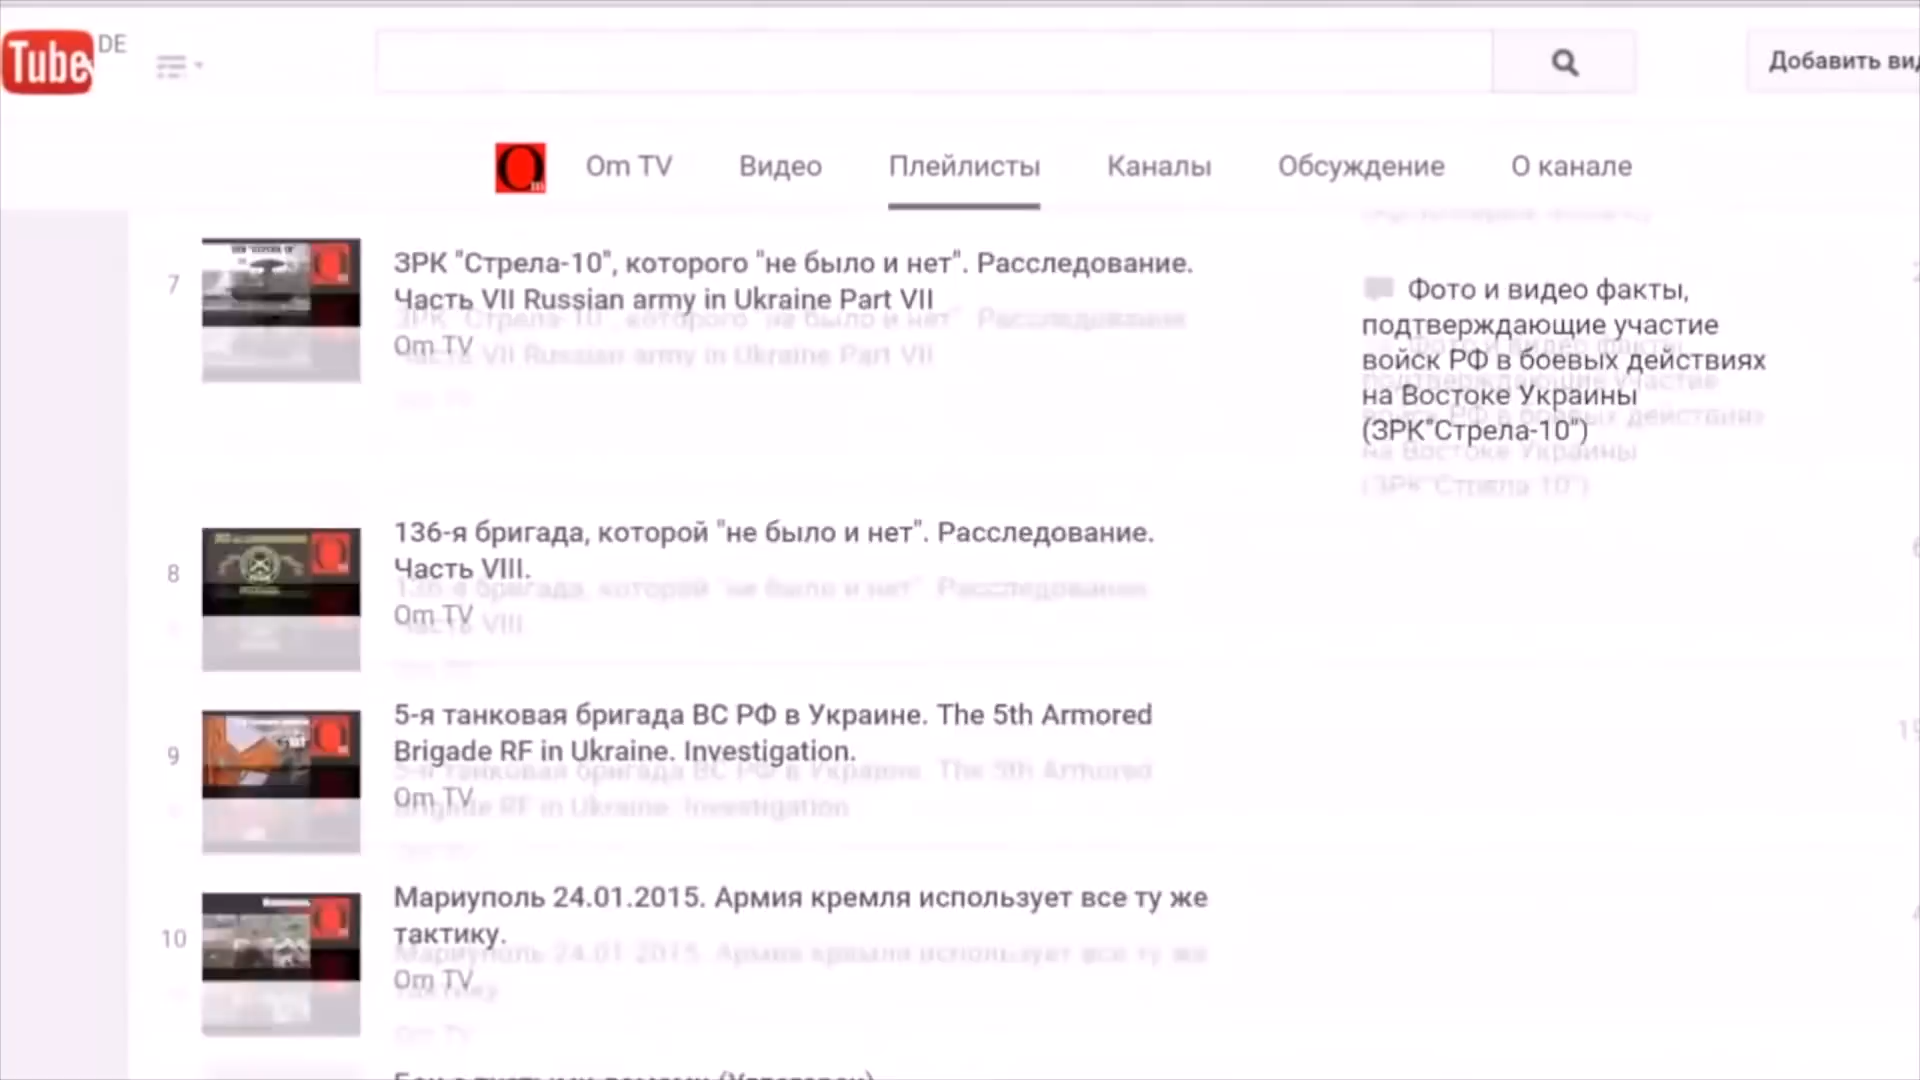 Tube DE
Добавить ви
Om TV Видео Плейлисты Каналы Обсуждение О канале
7
ЗРК "Стрела-10", которого "не было и нет". Расследование.
Часть VII Russian army in Ukraine Part VII
Om TV
Фото и видео факты,
подтверждающие участие
войск РФ в боевых действиях
на Востоке Украины
(ЗРК"Стрела-10")
8
136-я бригада, которой "не было и нет". Расследование.
Часть VIII.
Om TV
9
5-я танковая бригада ВС РФ в Украине. The 5th Armored
Brigade RF in Ukraine. Investigation.
Om TV
10
Мариуполь 24.01.2015. Армия кремля использует все ту же
тактику.
Om TV